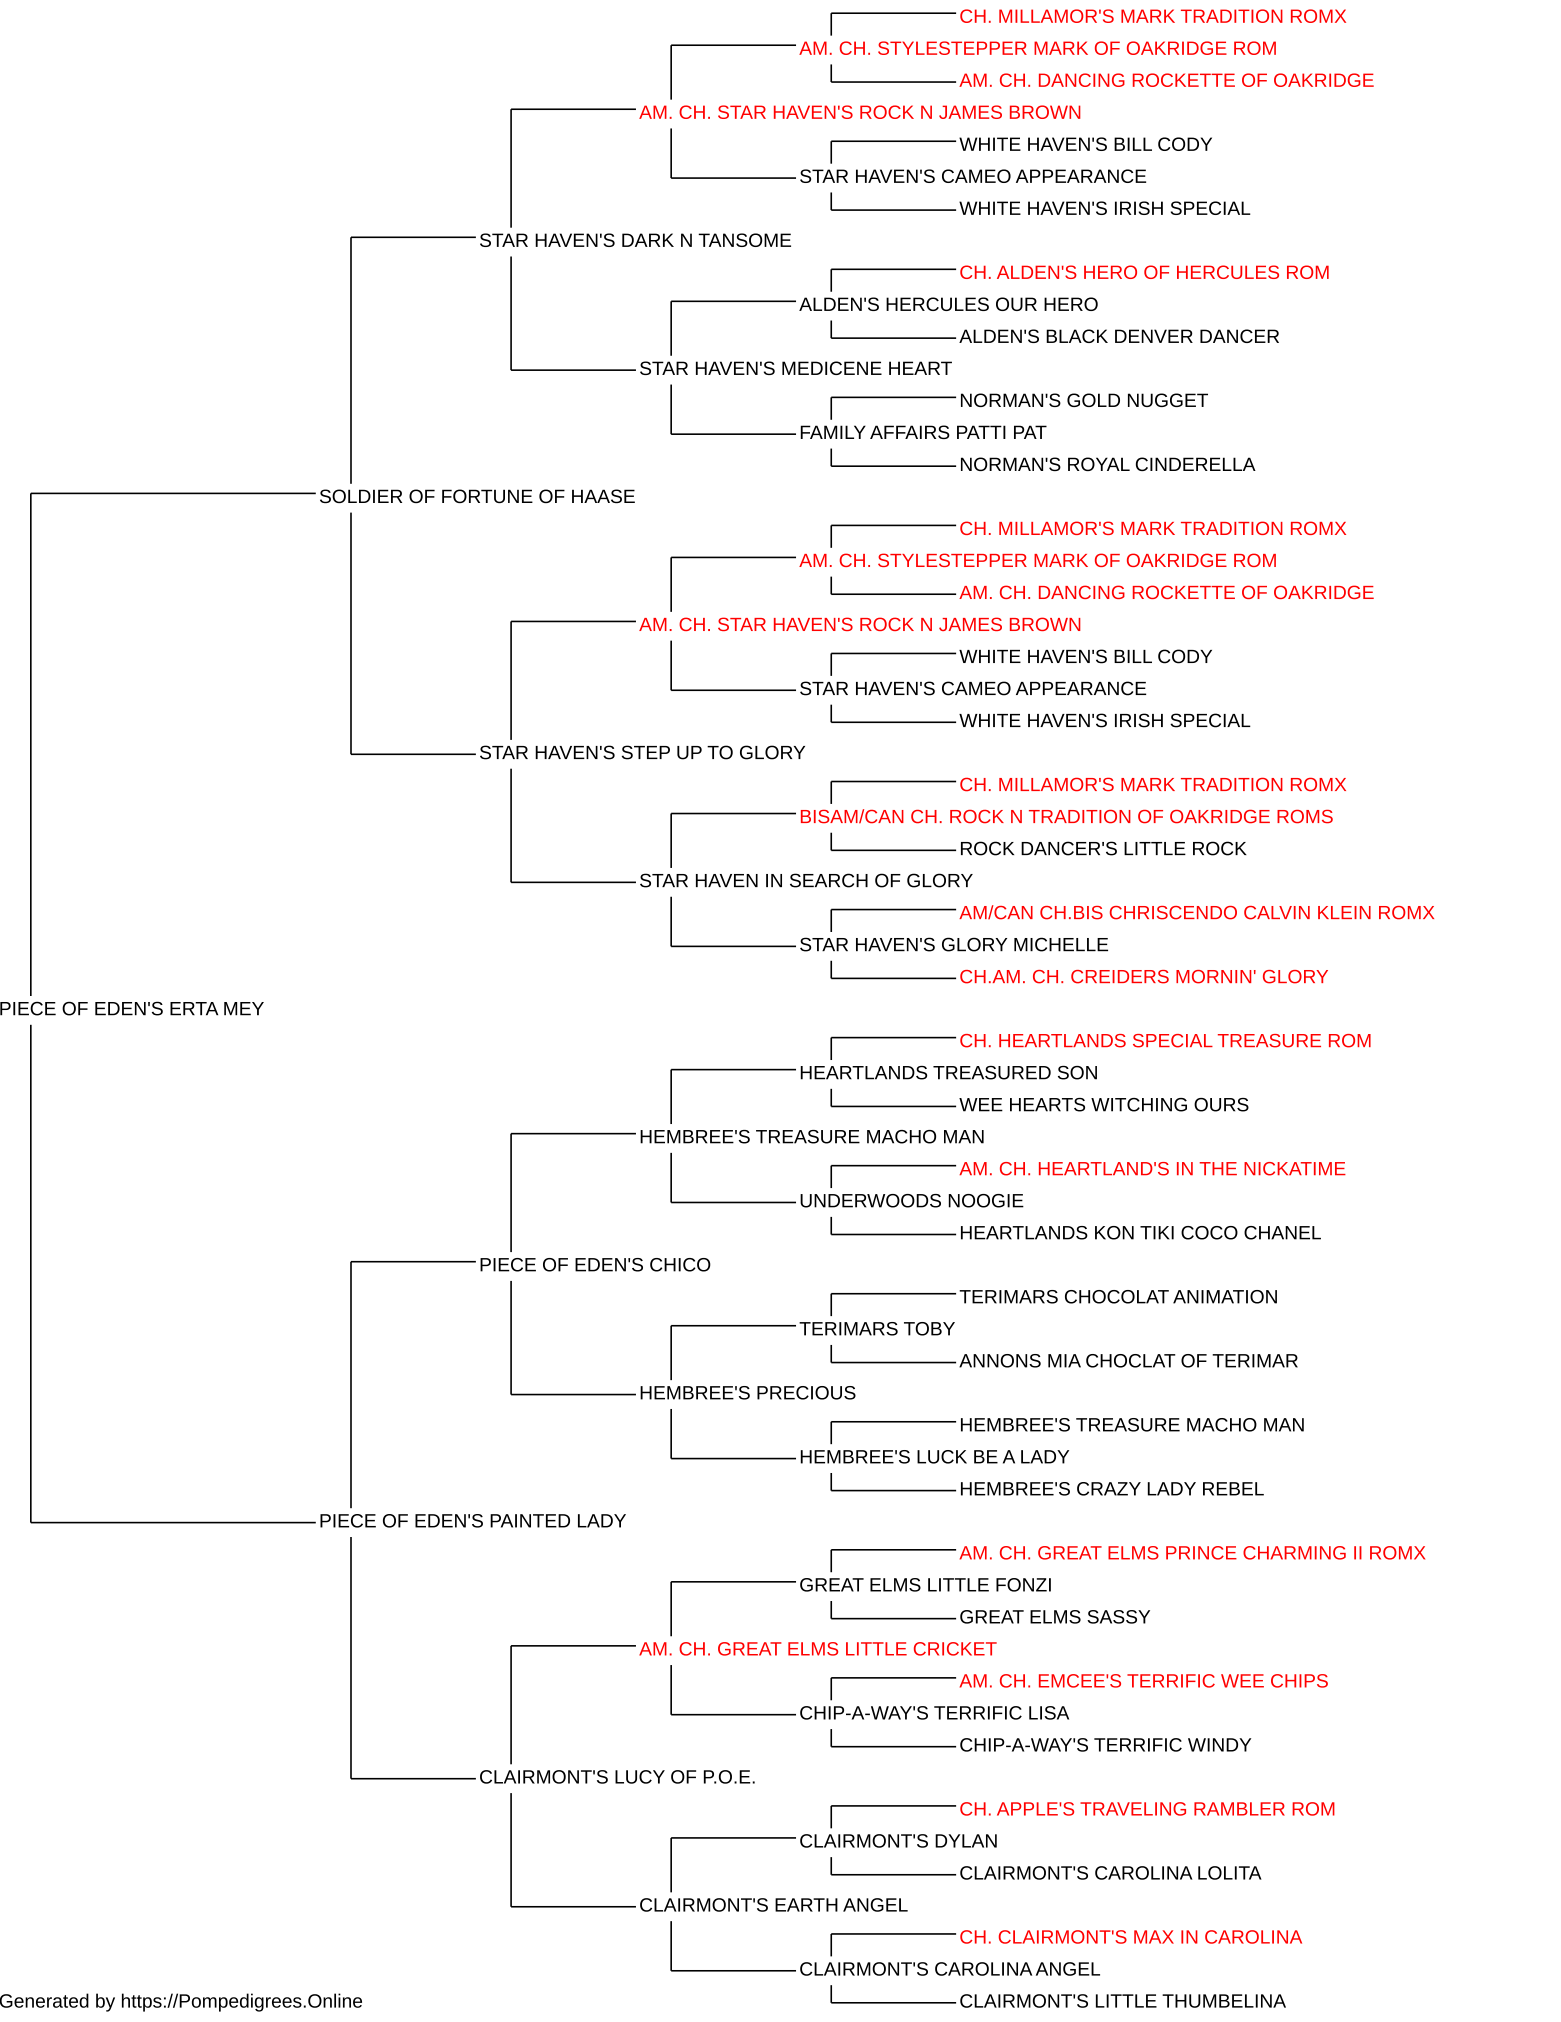 CH. MILLAMOR'S MARK TRADITION ROMX
AM. CH. STYLESTEPPER MARK OF OAKRIDGE ROM
AM. CH. DANCING ROCKETTE OF OAKRIDGE
AM. CH. STAR HAVEN'S ROCK N JAMES BROWN
WHITE HAVEN'S BILL CODY
STAR HAVEN'S CAMEO APPEARANCE
WHITE HAVEN'S IRISH SPECIAL
STAR HAVEN'S DARK N TANSOME
CH. ALDEN'S HERO OF HERCULES ROM
ALDEN'S HERCULES OUR HERO
ALDEN'S BLACK DENVER DANCER
STAR HAVEN'S MEDICENE HEART
NORMAN'S GOLD NUGGET
FAMILY AFFAIRS PATTI PAT
NORMAN'S ROYAL CINDERELLA
SOLDIER OF FORTUNE OF HAASE
CH. MILLAMOR'S MARK TRADITION ROMX
AM. CH. STYLESTEPPER MARK OF OAKRIDGE ROM
AM. CH. DANCING ROCKETTE OF OAKRIDGE
AM. CH. STAR HAVEN'S ROCK N JAMES BROWN
WHITE HAVEN'S BILL CODY
STAR HAVEN'S CAMEO APPEARANCE
WHITE HAVEN'S IRISH SPECIAL
STAR HAVEN'S STEP UP TO GLORY
CH. MILLAMOR'S MARK TRADITION ROMX
BISAM/CAN CH. ROCK N TRADITION OF OAKRIDGE ROMS
ROCK DANCER'S LITTLE ROCK
STAR HAVEN IN SEARCH OF GLORY
AM/CAN CH.BIS CHRISCENDO CALVIN KLEIN ROMX
STAR HAVEN'S GLORY MICHELLE
CH.AM. CH. CREIDERS MORNIN' GLORY
PIECE OF EDEN'S ERTA MEY
CH. HEARTLANDS SPECIAL TREASURE ROM
HEARTLANDS TREASURED SON
WEE HEARTS WITCHING OURS
HEMBREE'S TREASURE MACHO MAN
AM. CH. HEARTLAND'S IN THE NICKATIME
UNDERWOODS NOOGIE
HEARTLANDS KON TIKI COCO CHANEL
PIECE OF EDEN'S CHICO
TERIMARS CHOCOLAT ANIMATION
TERIMARS TOBY
ANNONS MIA CHOCLAT OF TERIMAR
HEMBREE'S PRECIOUS
HEMBREE'S TREASURE MACHO MAN
HEMBREE'S LUCK BE A LADY
HEMBREE'S CRAZY LADY REBEL
PIECE OF EDEN'S PAINTED LADY
AM. CH. GREAT ELMS PRINCE CHARMING II ROMX
GREAT ELMS LITTLE FONZI
GREAT ELMS SASSY
AM. CH. GREAT ELMS LITTLE CRICKET
AM. CH. EMCEE'S TERRIFIC WEE CHIPS
CHIP-A-WAY'S TERRIFIC LISA
CHIP-A-WAY'S TERRIFIC WINDY
CLAIRMONT'S LUCY OF P.O.E.
CH. APPLE'S TRAVELING RAMBLER ROM
CLAIRMONT'S DYLAN
CLAIRMONT'S CAROLINA LOLITA
CLAIRMONT'S EARTH ANGEL
CH. CLAIRMONT'S MAX IN CAROLINA
CLAIRMONT'S CAROLINA ANGEL
CLAIRMONT'S LITTLE THUMBELINA
Generated by https://Pompedigrees.Online